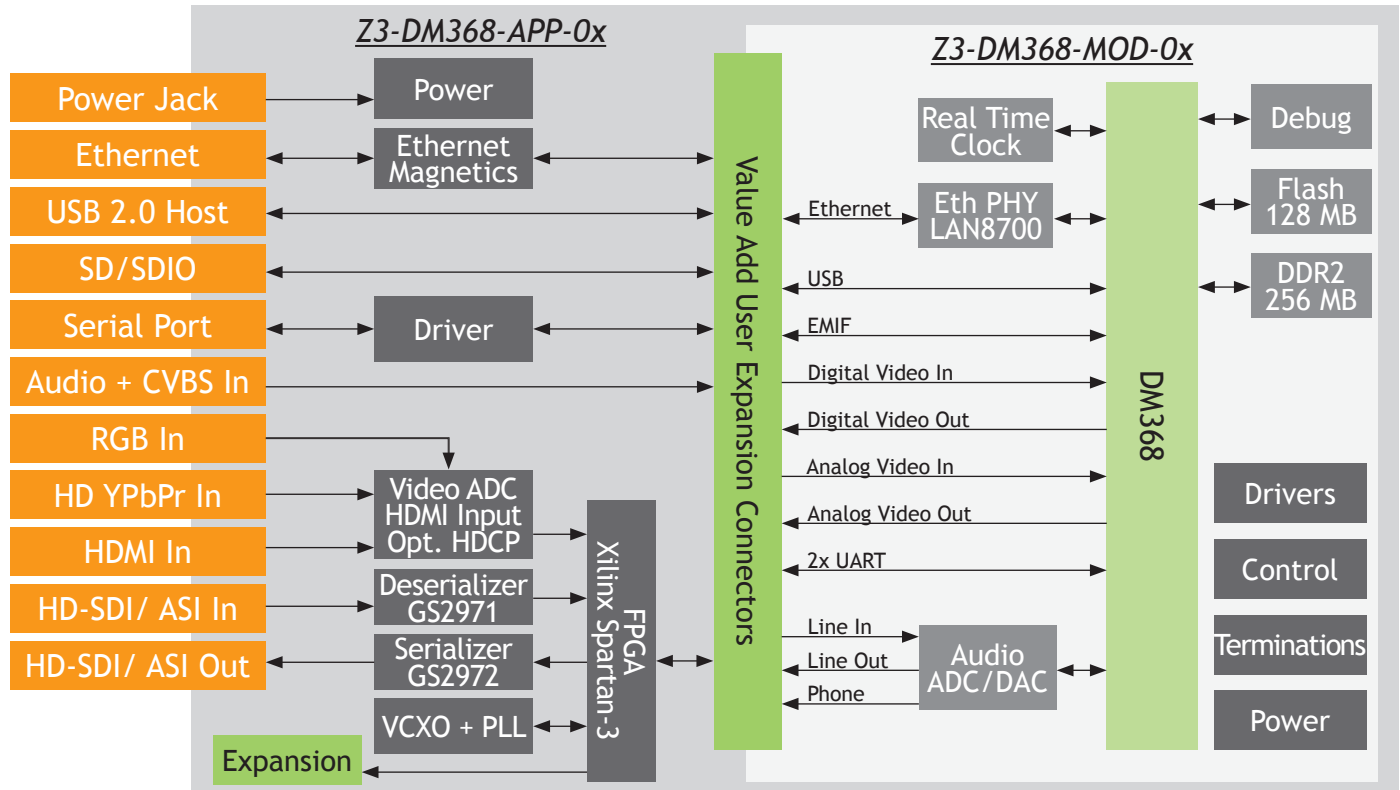 Z3-DM368-APP-0x
Z3-DM368-MOD-0x
Power Jack
Ethernet
USB 2.0 Host
SD/SDIO
Serial Port
Audio + CVBS In
RGB In
HD YPbPr In
HDMI In
HD-SDI/ ASI In
HD-SDI/ ASI Out
Power
Ethernet
Magnetics
Driver
Video ADC
HDMI Input
Opt. HDCP
Deserializer
GS2971
Serializer
GS2972
VCXO + PLL
Expansion
FPGA
Xilinx Spartan-3
Value Add User Expansion Connectors
Real Time
Clock
Ethernet
Eth PHY
LAN8700
USB
EMIF
Digital Video In
Digital Video Out
Analog Video In
Analog Video Out
2x UART
Line In
Line Out
Phone
Audio
ADC/DAC
DM368
Debug
Flash
128 MB
DDR2
256 MB
Drivers
Control
Terminations
Power